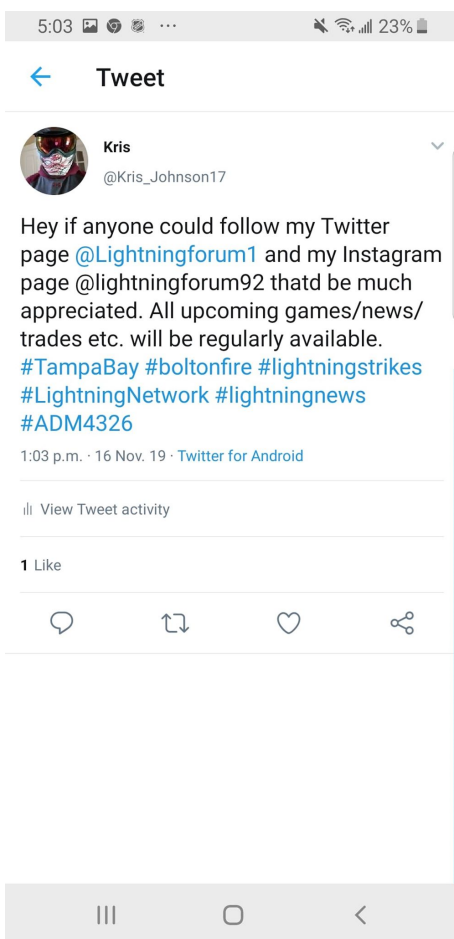 5:03 ... 23%
Tweet
Kris
@Kris_Johnson17
Hey if anyone could follow my Twitter
page @Lightningforum1 and my Instagram
page @lightningforum92 thatd be much
appreciated. All upcoming games/news/
trades etc. will be regularly available.
#TampaBay #boltonfire #lightningstrikes
#LightningNetwork #lightningnews
#ADM4326
1:03 p.m. · 16 Nov. 19 · Twitter for Android
View Tweet activity
1 Like